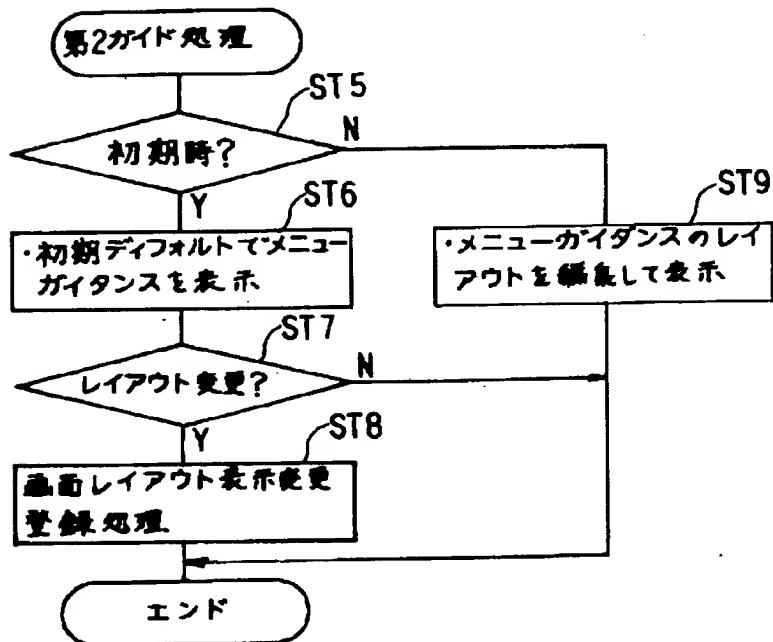 第2ガイド処理
ST5
初期時?
N
Y
ST6
ST9
・初期ディフォルトでメニュー
ガイタンスを表示
・メニューガイダンスのレイ
アウトを編集して表示
ST7
レイアウト変更?
N
Y
ST8
画面レイアウト表示変更
登録処理
エンド